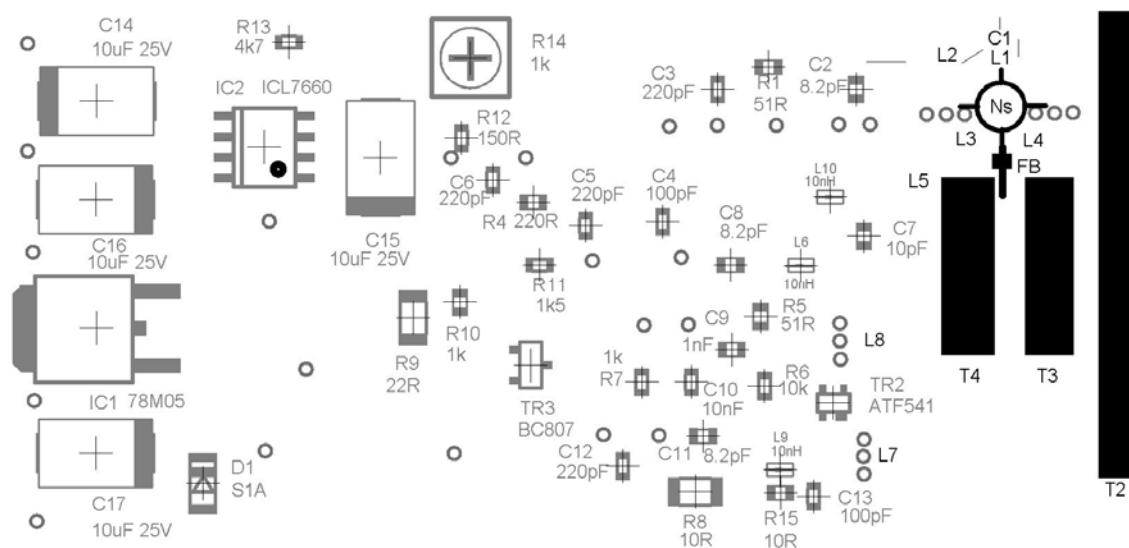 C14
10uF 25V
R13
4k7
IC2 ICL7660
R14
1k
R12
150R
C6
220pF
R4
220R
C5
220pF
C4
100pF
C3
220pF
R1
51R
C2
8.2pF
L2
C1
L1
Ns
L3
L4
FB
L5
L10
10nH
C7
10pF
C8
8.2pF
L6
10nH
C16
10uF 25V
C15
10uF 25V
R11
1k5
R10
1k
R9
22R
C9
1nF
R5
51R
L8
1k
R7
C10
10nF
R6
10k
TR2
ATF541
T4
T3
IC1 78M05
TR3
BC807
C12
220pF
C11
8.2pF
L9
10nH
L7
D1
S1A
C17
10uF 25V
R8
10R
R15
10R
C13
100pF
T2